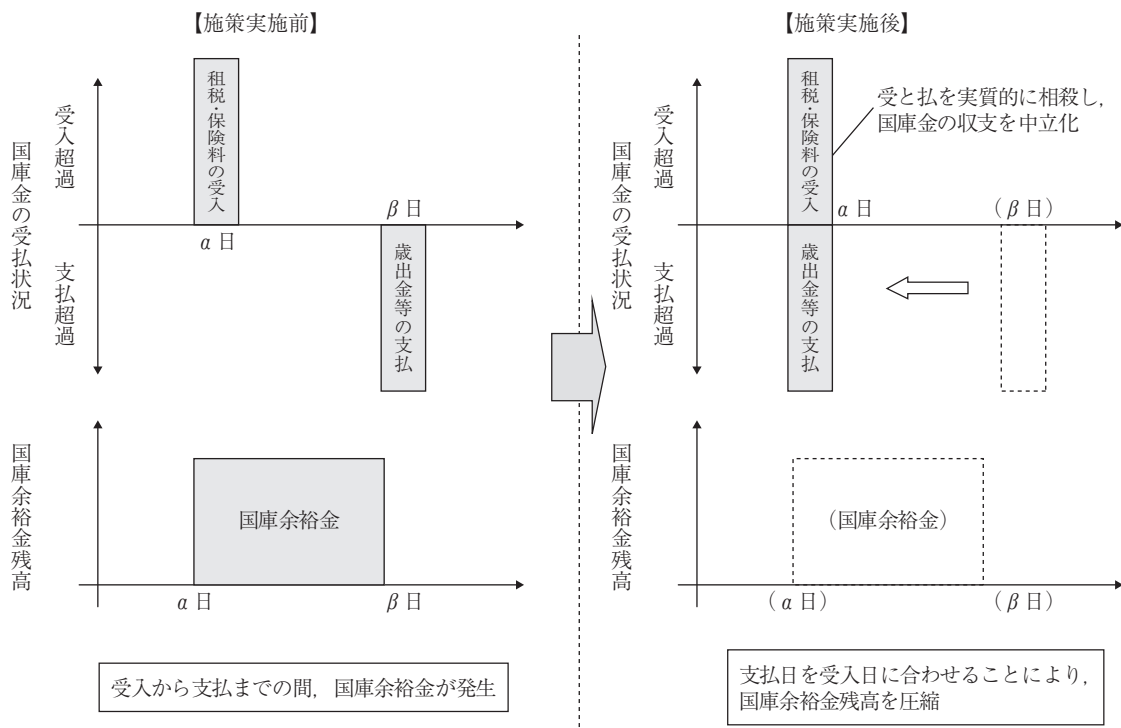 【施策実施前】
国庫金の受払状況
受入超過
支払超過
租税・保険料の受入
α日
β日
歳出金等の支払
国庫余裕金残高
国庫余裕金
α日
β日
受入から支払までの間，国庫余裕金が発生
【施策実施後】
国庫金の受払状況
受入超過
支払超過
租税・保険料の受入
受と払を実質的に相殺し，
国庫金の収支を中立化
α日
（β日）
歳出金等の支払
国庫余裕金残高
（国庫余裕金）
（α日）
（β日）
支払日を受入日に合わせることにより，
国庫余裕金残高を圧縮